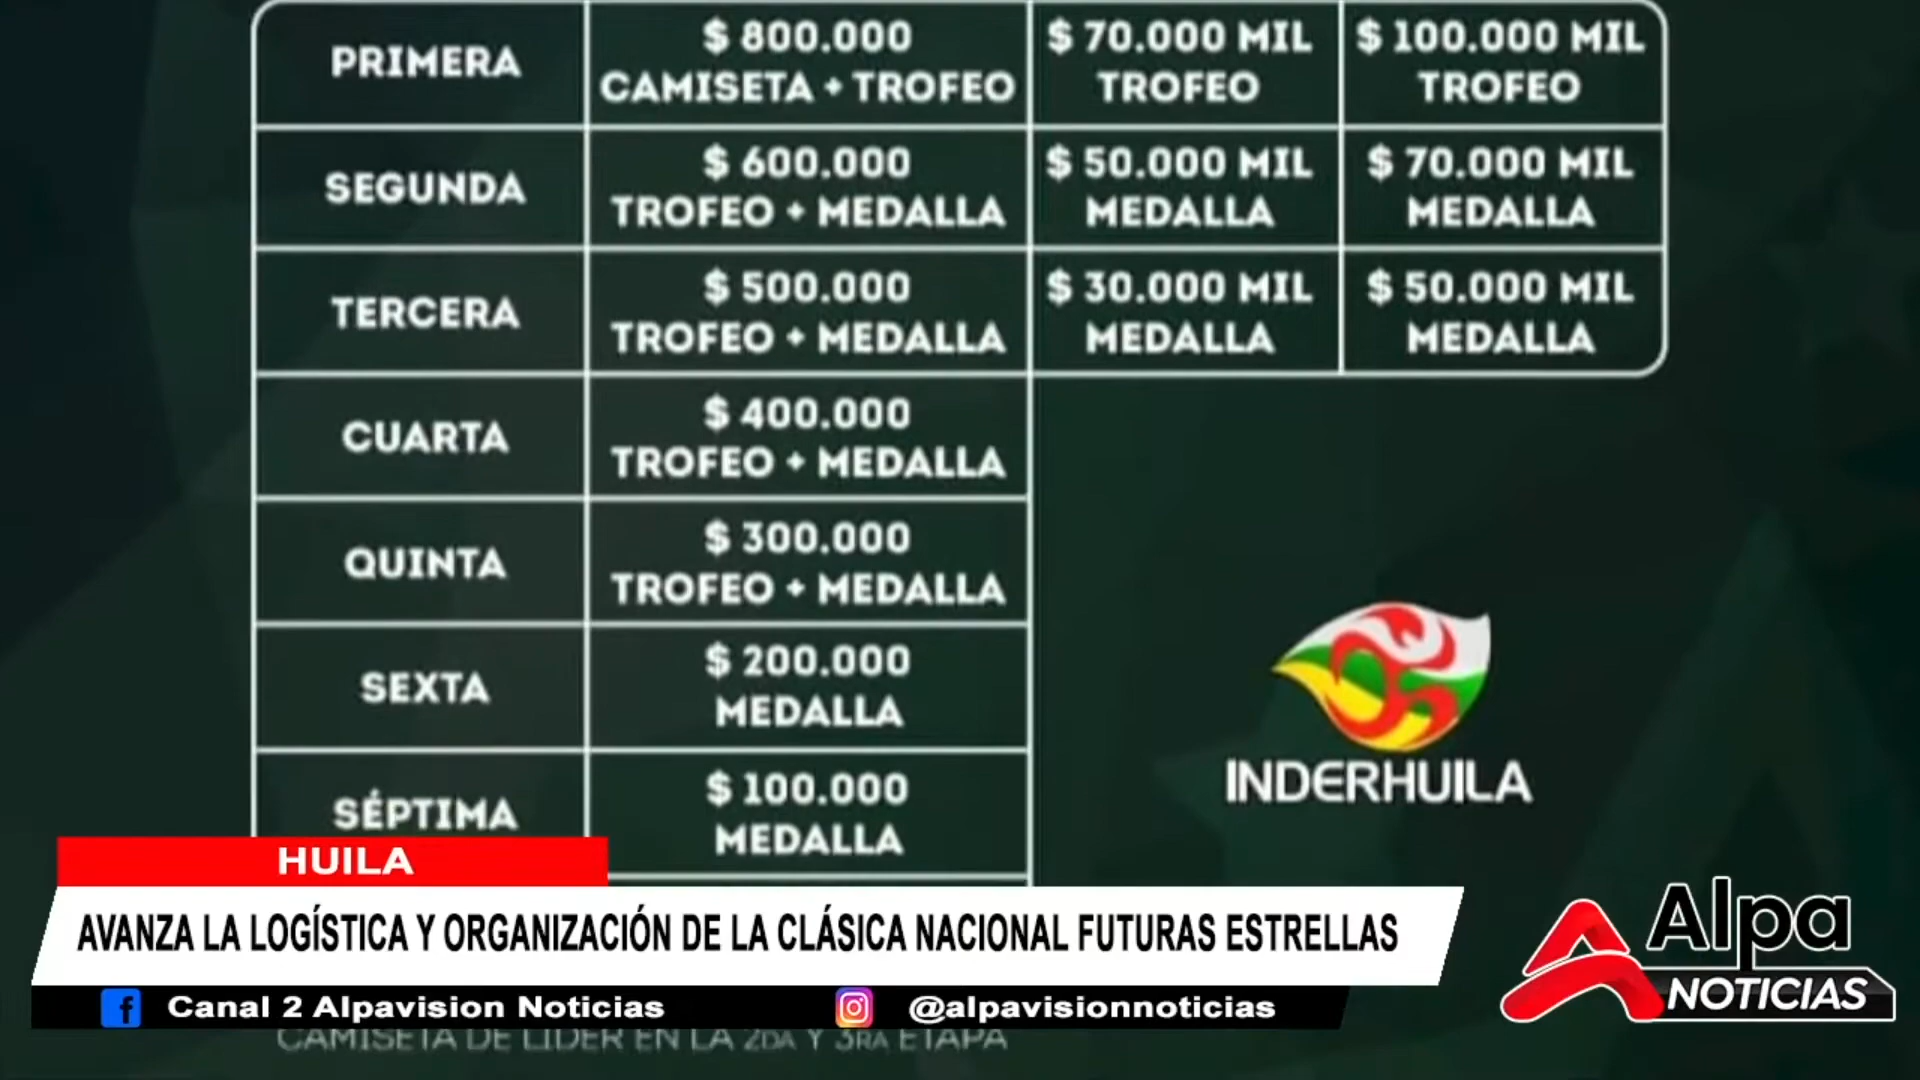 PRIMERA
$ 800.000
CAMISETA + TROFEO
$ 70.000 MIL
TROFEO
$ 100.000 MIL
TROFEO
SEGUNDA
$ 600.000
TROFEO + MEDALLA
$ 50.000 MIL
MEDALLA
$ 70.000 MIL
MEDALLA
TERCERA
$ 500.000
TROFEO + MEDALLA
$ 30.000 MIL
MEDALLA
$ 50.000 MIL
MEDALLA
CUARTA
$ 400.000
TROFEO + MEDALLA
QUINTA
$ 300.000
TROFEO + MEDALLA
SEXTA
$ 200.000
MEDALLA
SÉPTIMA
$ 100.000
MEDALLA
INDERHUILA
HUILA
AVANZA LA LOGÍSTICA Y ORGANIZACIÓN DE LA CLÁSICA NACIONAL FUTURAS ESTRELLAS
Canal 2 Alpavision Noticias
@alpavisionnoticias
CAMISETA DE LIDER EN LA 2DA Y 3RA ETAPA
Alpa
NOTICIAS